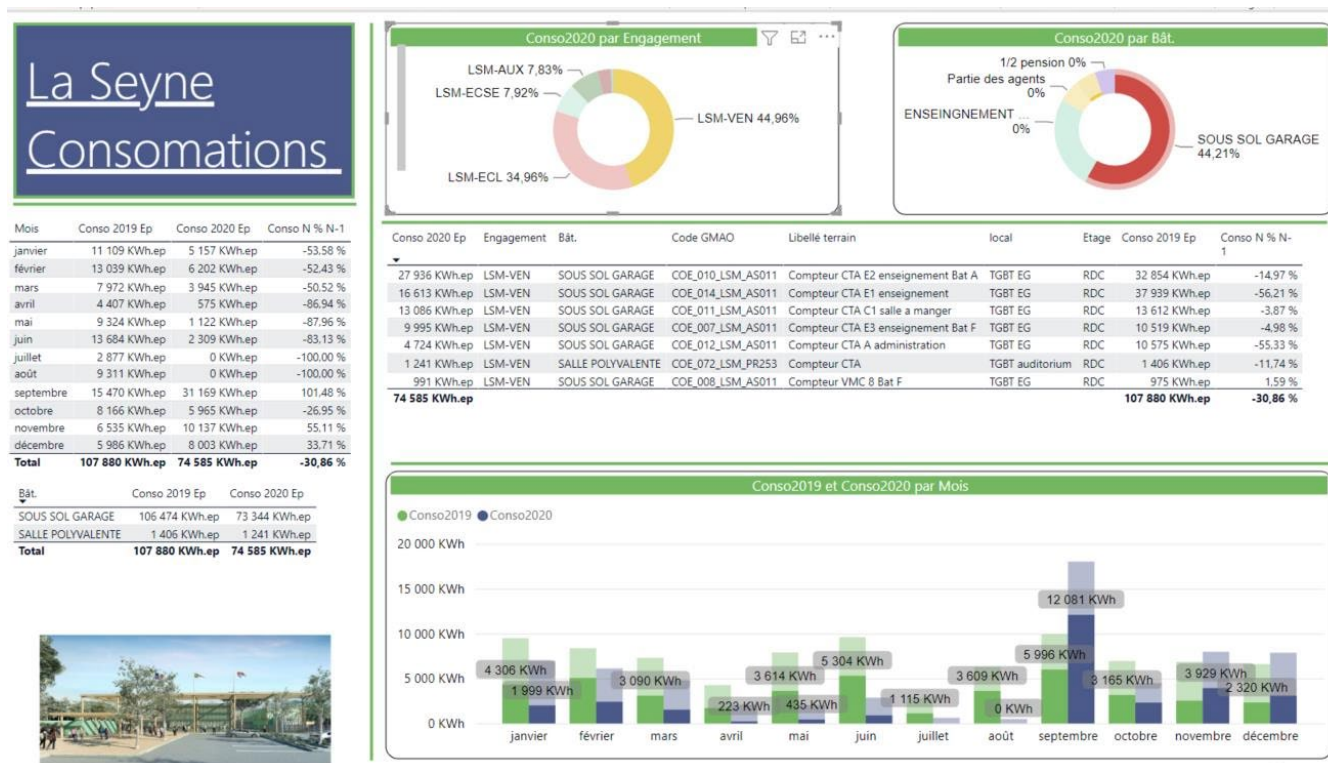 La Seyne
Consomations
Conso2020 par Engagement
LSM-AUX 7,83%
LSM-ECSE 7,92%
LSM-VEN 44,96%
LSM-ECL 34,96%
Conso2020 par Bât.
1/2 pension 0%
Partie des agents
0%
ENSEINGNEMENT ...
0%
SOUS SOL GARAGE
44,21%
Mois Conso 2019 Ep Conso 2020 Ep Conso N % N-1
janvier 11 109 KWh.ep 5 157 KWh.ep -53,58 %
février 13 039 KWh.ep 6 202 KWh.ep -52,43 %
mars 7 972 KWh.ep 3 945 KWh.ep -50,52 %
avril 4 407 KWh.ep 575 KWh.ep -86,94 %
mai 9 324 KWh.ep 1 122 KWh.ep -87,96 %
juin 13 684 KWh.ep 2 309 KWh.ep -83,13 %
juillet 2 877 KWh.ep 0 KWh.ep -100,00 %
août 9 311 KWh.ep 0 KWh.ep -100,00 %
septembre 15 470 KWh.ep 31 169 KWh.ep 101,48 %
octobre 8 166 KWh.ep 5 965 KWh.ep -26,95 %
novembre 6 535 KWh.ep 10 137 KWh.ep 55,11 %
décembre 5 986 KWh.ep 8 003 KWh.ep 33,71 %
Total 107 880 KWh.ep 74 585 KWh.ep -30,86 %
Bât. Conso 2019 Ep Conso 2020 Ep
SOUS SOL GARAGE 106 474 KWh.ep 73 344 KWh.ep
SALLE POLYVALENTE 1 406 KWh.ep 1 241 KWh.ep
Total 107 880 KWh.ep 74 585 KWh.ep
Conso 2020 Ep Engagement Bât. Code GMAO Libellé terrain local Etage Conso 2019 Ep Conso N % N-
1
27 936 KWh.ep LSM-VEN SOUS SOL GARAGE COE_010_LSM_AS011 Compteur CTA E2 enseignement Bat A TGBT EG RDC 32 854 KWh.ep -14,97 %
16 613 KWh.ep LSM-VEN SOUS SOL GARAGE COE_014_LSM_AS011 Compteur CTA E1 enseignement TGBT EG RDC 37 939 KWh.ep -56,21 %
13 086 KWh.ep LSM-VEN SOUS SOL GARAGE COE_011_LSM_AS011 Compteur CTA C1 salle a manger TGBT EG RDC 13 612 KWh.ep -3,87 %
9 995 KWh.ep LSM-VEN SOUS SOL GARAGE COE_007_LSM_AS011 Compteur CTA E3 enseignement Bat F TGBT EG RDC 10 519 KWh.ep -4,98 %
4 724 KWh.ep LSM-VEN SOUS SOL GARAGE COE_012_LSM_AS011 Compteur CTA A administration TGBT EG RDC 10 575 KWh.ep -55,33 %
1 241 KWh.ep LSM-VEN SALLE POLYVALENTE COE_072_LSM_PR253 Compteur CTA TGBT auditorium RDC 1 406 KWh.ep -11,74 %
991 KWh.ep LSM-VEN SOUS SOL GARAGE COE_008_LSM_AS011 Compteur VMC 8 Bat F TGBT EG RDC 975 KWh.ep 1,59 %
74 585 KWh.ep 107 880 KWh.ep -30,86 %
Conso2019 et Conso2020 par Mois
Conso2019 Conso2020
20 000 KWh
15 000 KWh
10 000 KWh
5 000 KWh
0 KWh
4 306 KWh
1 999 KWh
3 090 KWh
223 KWh
3 614 KWh
435 KWh
5 304 KWh
1 115 KWh
3 609 KWh
0 KWh
5 996 KWh
12 081 KWh
3 165 KWh
3 929 KWh
2 320 KWh
janvier février mars avril mai juin juillet août septembre octobre novembre décembre